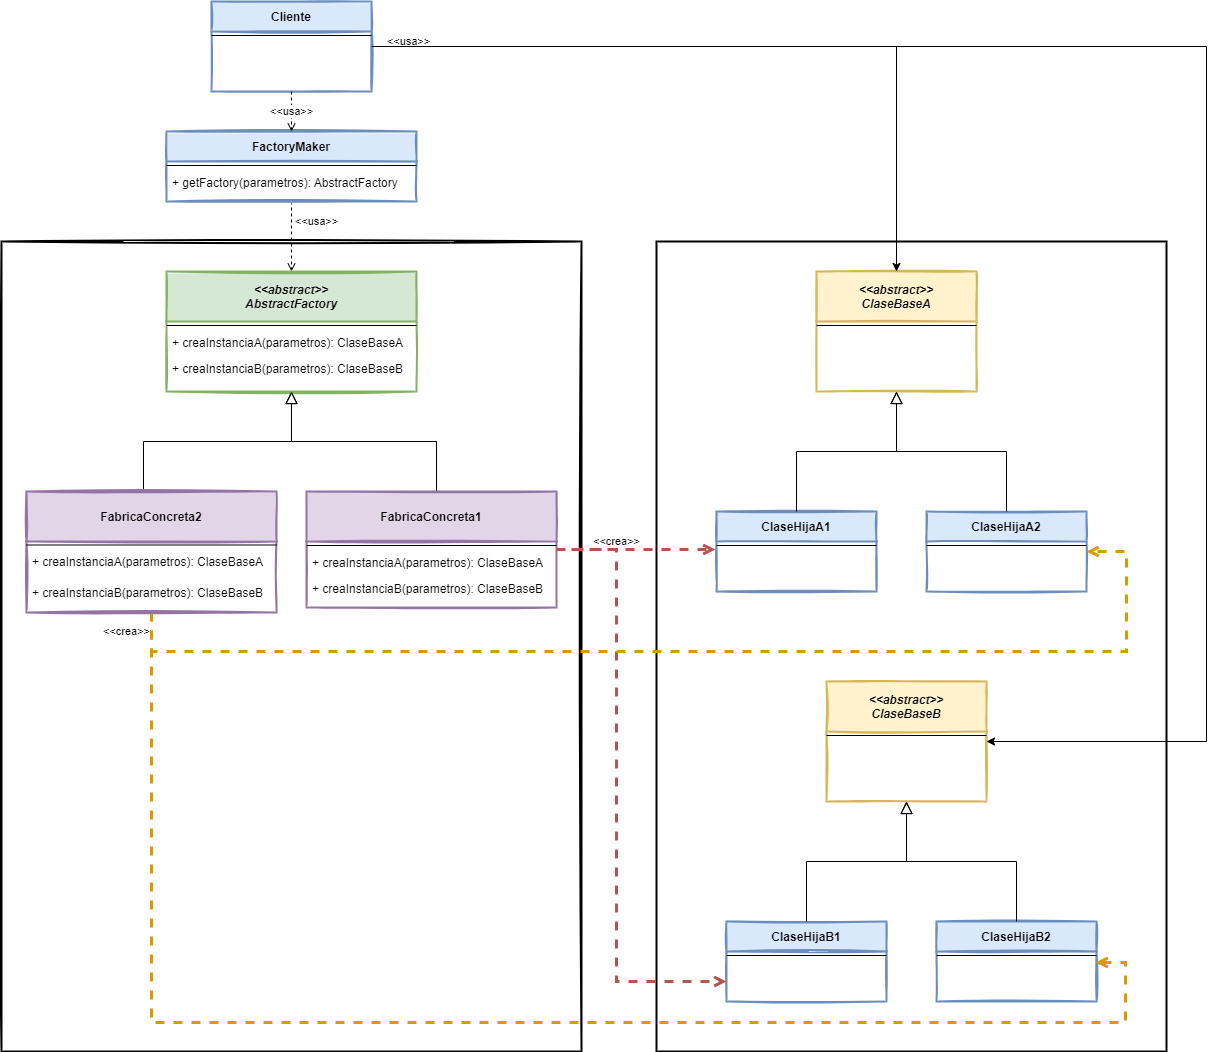 Cliente
<<usa>>
<<usa>>
FactoryMaker
+ getFactory(parametros): AbstractFactory
<<usa>>
<<abstract>>
AbstractFactory
+ creaInstanciaA(parametros): ClaseBaseA
+ creaInstanciaB(parametros): ClaseBaseB
<<abstract>>
ClaseBaseA
FabricaConcreta2
+ creaInstanciaA(parametros): ClaseBaseA
+ creaInstanciaB(parametros): ClaseBaseB
<<crea>>
FabricaConcreta1
+ creaInstanciaA(parametros): ClaseBaseA
+ creaInstanciaB(parametros): ClaseBaseB
<<crea>>
ClaseHijaA1
ClaseHijaA2
<<abstract>>
ClaseBaseB
ClaseHijaB1
ClaseHijaB2